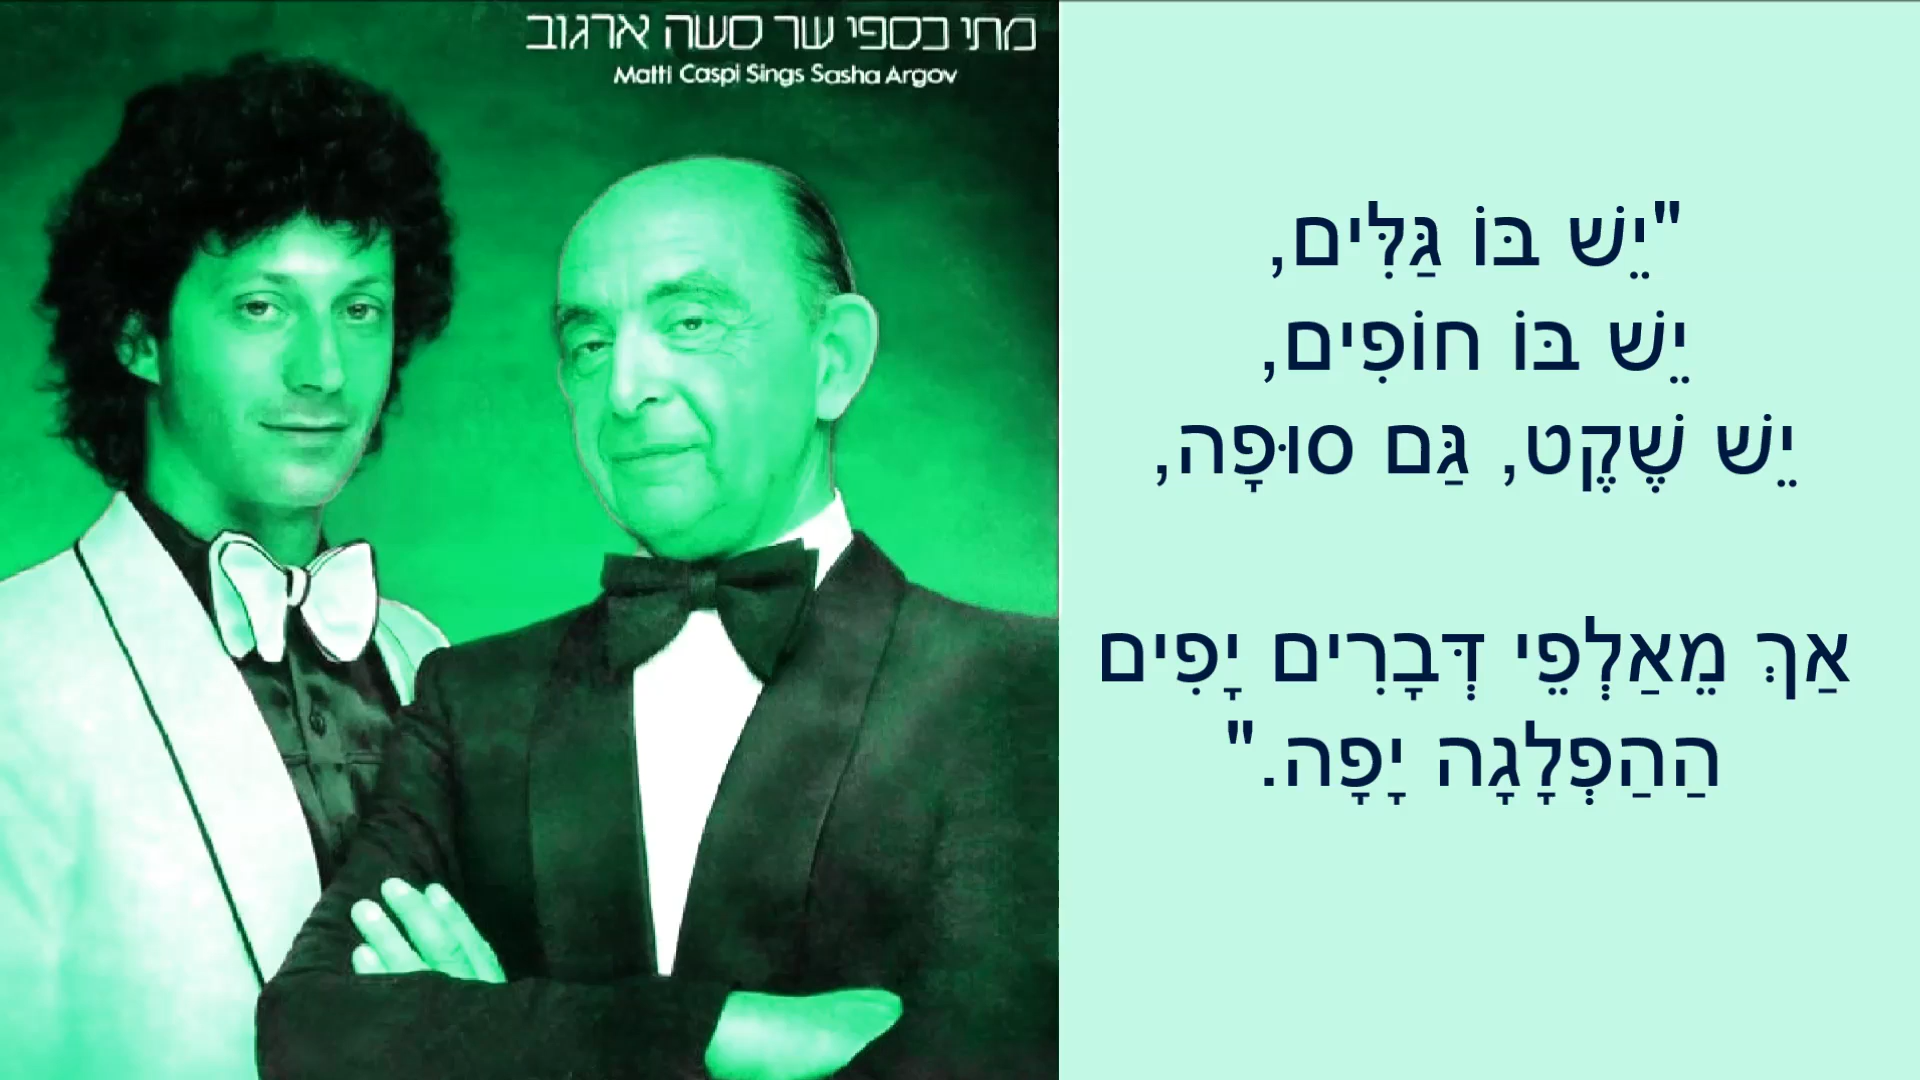 מתי כספי שר סשה ארגוב
Matti Caspi Sings Sasha Argov
"יֵשׁ בּוֹ גַּלִּים,
יֵשׁ בּוֹ חוֹפִים,
יֵשׁ שֶׁקֶט, גַּם סוּפָה,
אַךְ מֵאַלְפֵי דְּבָרִים יָפִים
הַהַפְלָגָה יָפָה."